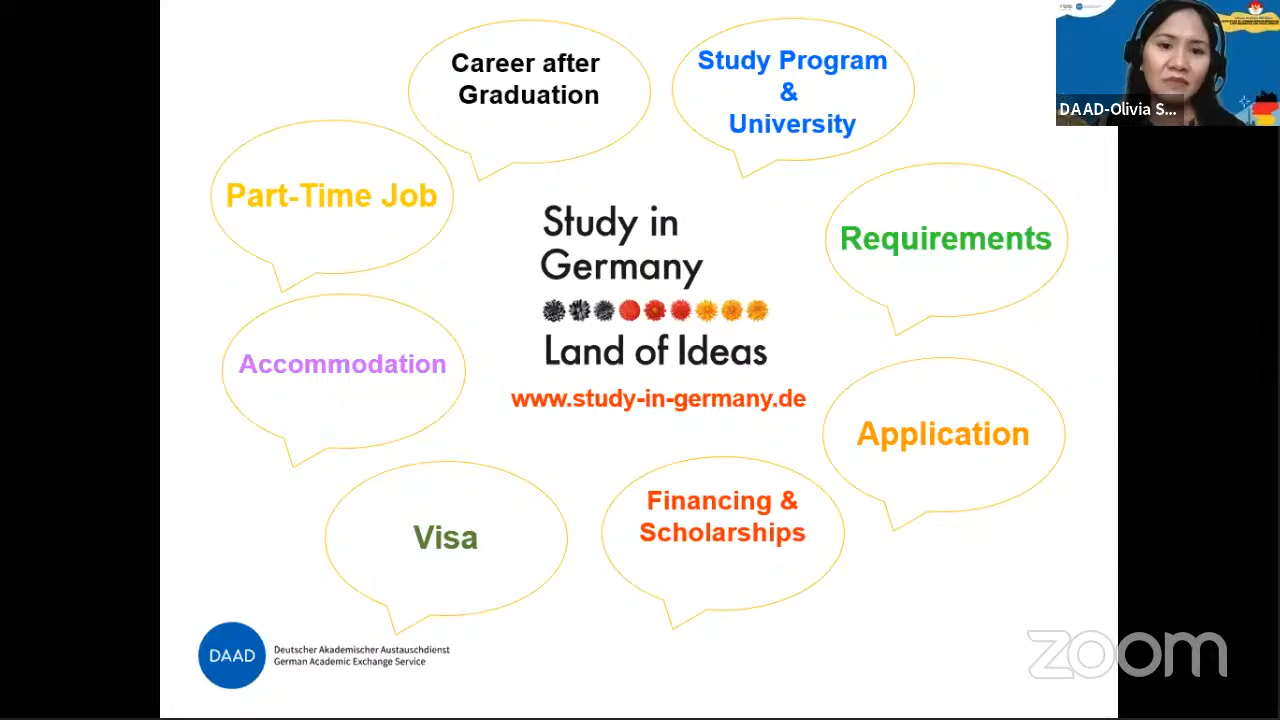 Career after
Graduation
Study Program
&
University
DAAD-Olivia S...
Part-Time Job
Requirements
Study in
Germany
Land of Ideas
www.study-in-germany.de
Accommodation
Application
Financing &
Scholarships
Visa
DAAD
Deutscher Akademischer Austauschdienst
German Academic Exchange Service
zoom